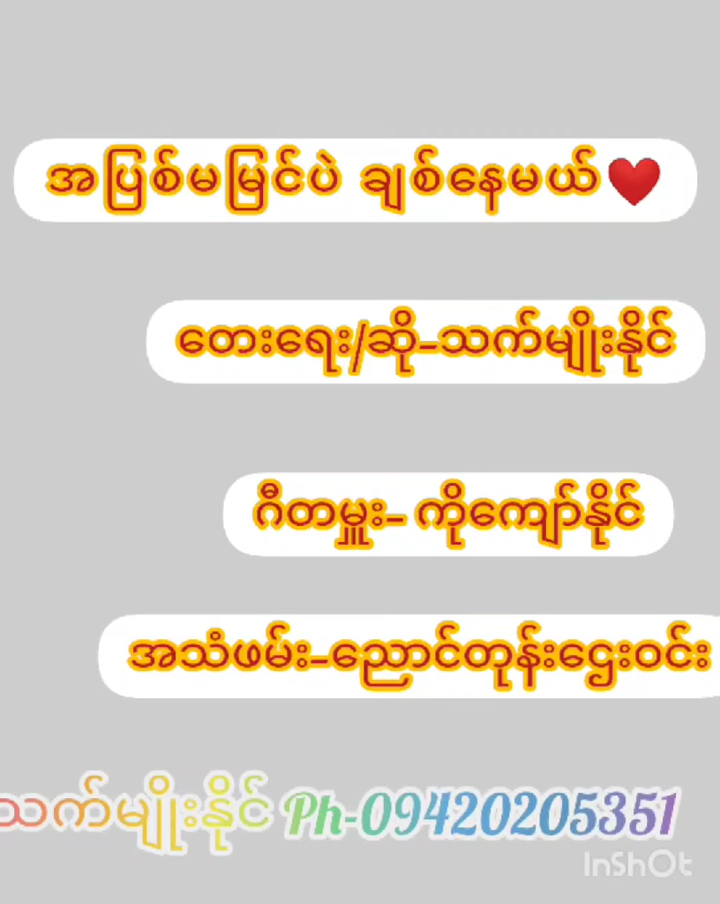 အပြစ်မမြင်ပဲ ချစ်နေမယ်❤️
တေးရေး/ဆို-သက်မျိုးနိုင်
ဂီတမှူး- ကိုကျော်နိုင်
အသံဖမ်း-ညောင်တုန်းဌေးဝင်း
သက်မျိုးနိုင် Ph-09420205351
InShOt